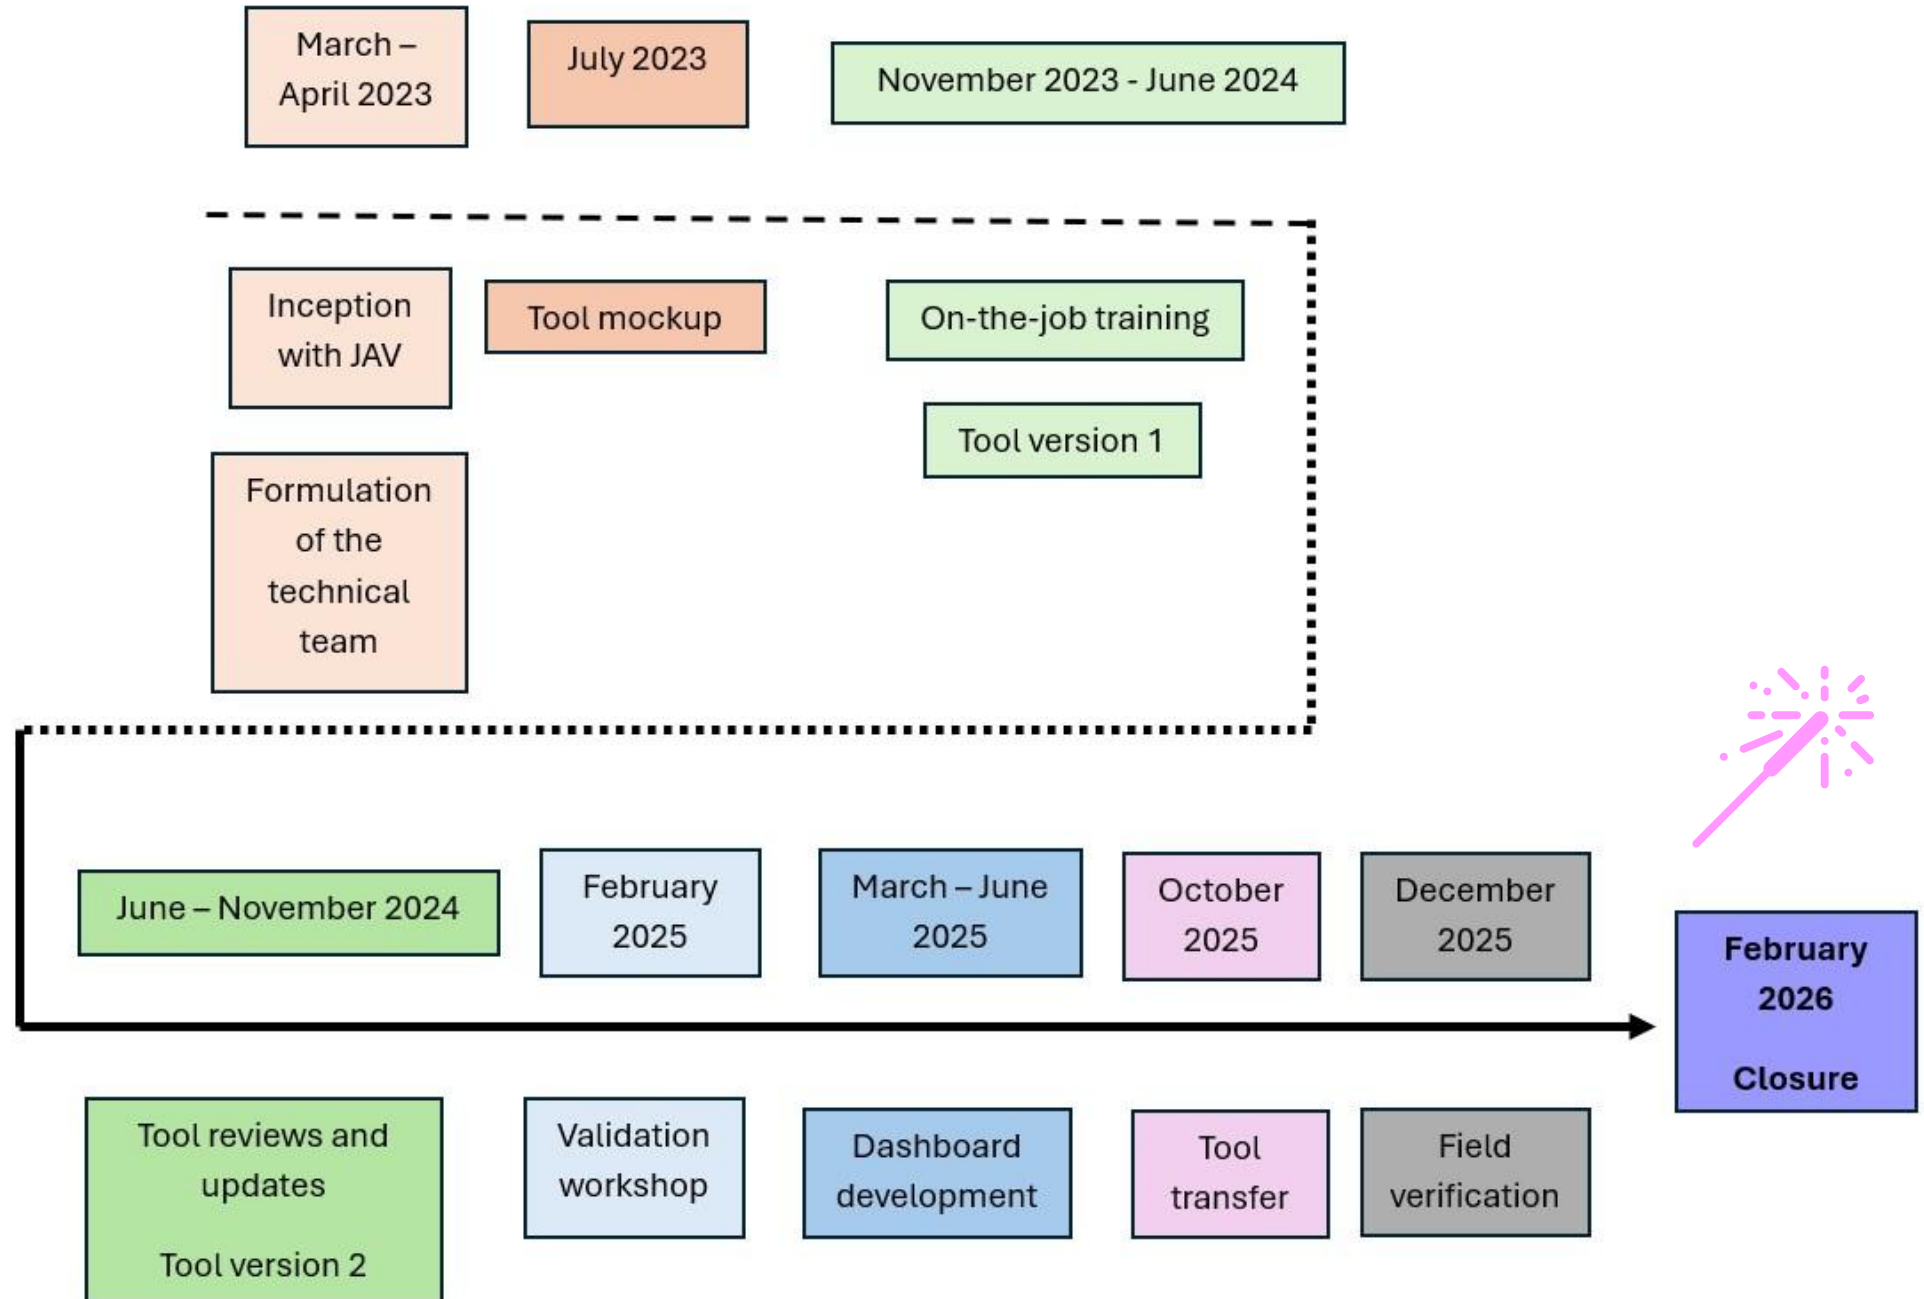 March –
April 2023
July 2023
November 2023 - June 2024
Inception
with JAV
Tool mockup
On-the-job training
Tool version 1
Formulation
of the
technical
team
June – November 2024
February
2025
March – June
2025
October
2025
December
2025
February
2026
Closure
Tool reviews and
updates
Tool version 2
Validation
workshop
Dashboard
development
Tool
transfer
Field
verification